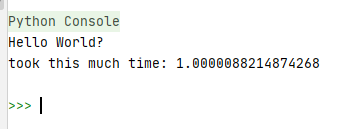 Python Console
Hello World?
took this much time: 1.0000088214874268
>>>